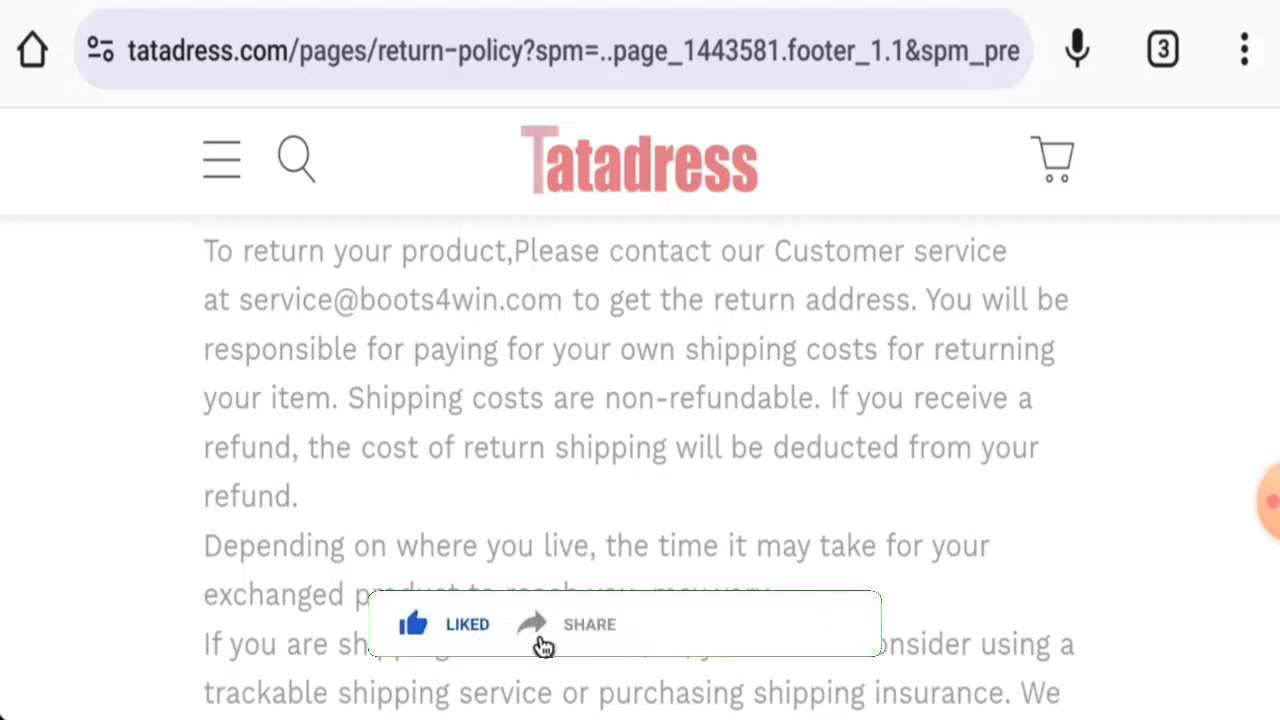 tatadress.com/pages/return-policy?spm=..page_1443581.footer_1.1&spm_pre
3
Tatadress
To return your product,Please contact our Customer service
at service@boots4win.com to get the return address. You will be
responsible for paying for your own shipping costs for returning
your item. Shipping costs are non-refundable. If you receive a
refund, the cost of return shipping will be deducted from your
refund.
Depending on where you live, the time it may take for your
exchanged
LIKED SHARE
If you are consider using a
trackable shipping service or purchasing shipping insurance. We